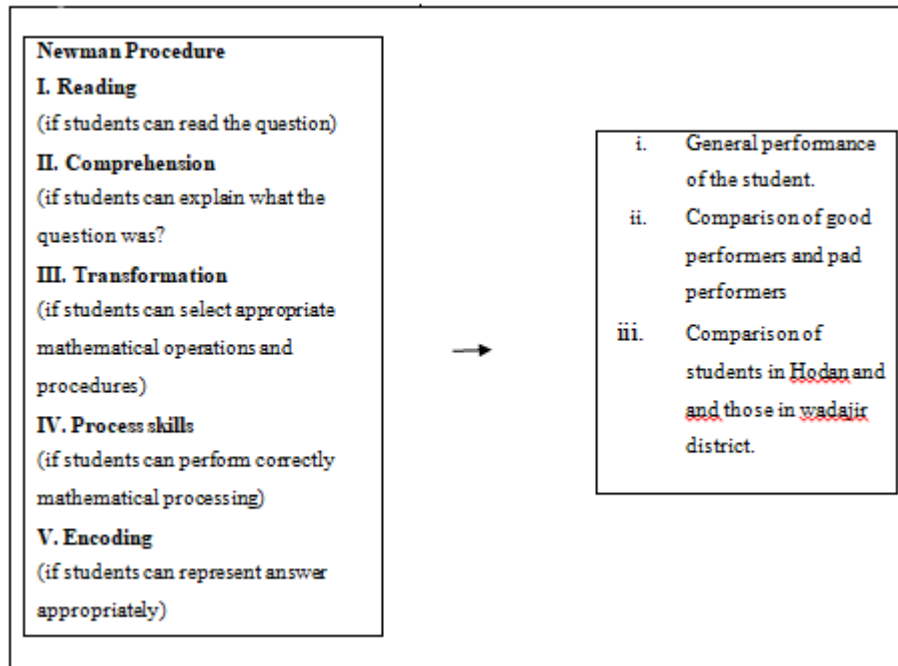 Newman Procedure
I. Reading
(if students can read the question)
II. Comprehension
(if students can explain what the
question was?
III. Transformation
(if students can select appropriate
mathematical operations and
procedures)
IV. Process skills
(if students can perform correctly
mathematical processing)
V. Encoding
(if students can represent answer
appropriately)
i. General performance
of the student.
ii. Comparison of good
performers and pad
performers
iii. Comparison of
students in Hodan and
and those in wadajir
district.